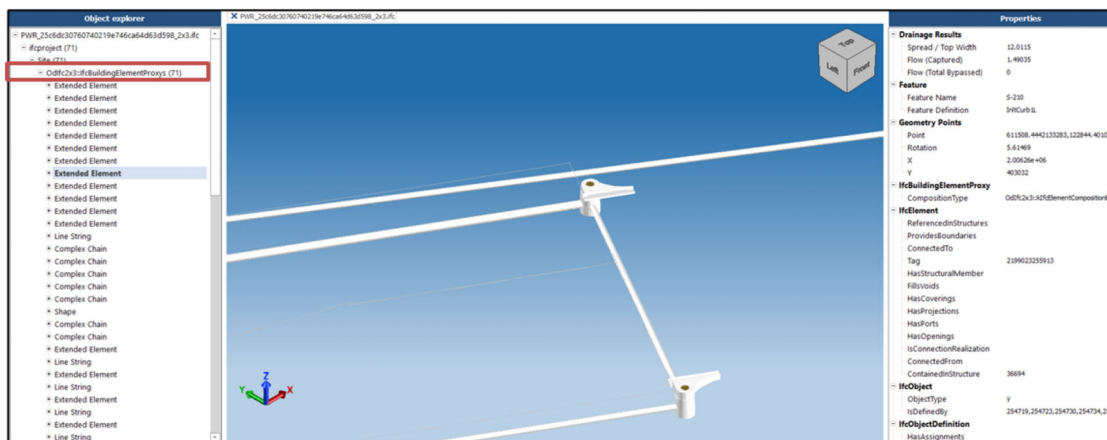 Object explorer
PWR_25c6dc30760740219e746ca64d63d598_2x3.ifc
ifcproject (71)
Site (71)
OdIfc2x3::IfcBuildingElementProxys (71)
Extended Element
Extended Element
Extended Element
Extended Element
Extended Element
Extended Element
Extended Element
Extended Element
Extended Element
Extended Element
Extended Element
Extended Element
Line String
Complex Chain
Complex Chain
Complex Chain
Complex Chain
Complex Chain
Shape
Complex Chain
Complex Chain
Extended Element
Line String
Extended Element
Line String
Extended Element
Line String
Extended Element
Line String
X PWR_25c6dc30760740219e746ca64d63d598_2x3.ifc
Top
Left
Front
Z
Y
X
Properties
Drainage Results
Spread / Top Width 12.0115
Flow (Captured) 1.49035
Flow (Total Bypassed) 0
Feature
Feature Name S-210
Feature Definition InltCurb1L
Geometry Points
Point 611508.4442133283,122844.4010
Rotation 5.61469
X 2.00626e+06
Y 403032
IfcBuildingElementProxy
CompositionType
IfcElement
ReferencedInStructures
ProvidesBoundaries
ConnectedTo
Tag 2199023255913
HasStructuralMember
FillsVoids
HasCoverings
HasProjections
HasPorts
HasOpenings
IsConnectionRealization
ConnectedFrom
ContainedInStructure 36694
IfcObject
ObjectType ÿ
IsDefinedBy 254719,254723,254730,254734,2
IfcObjectDefinition
HasAssignments